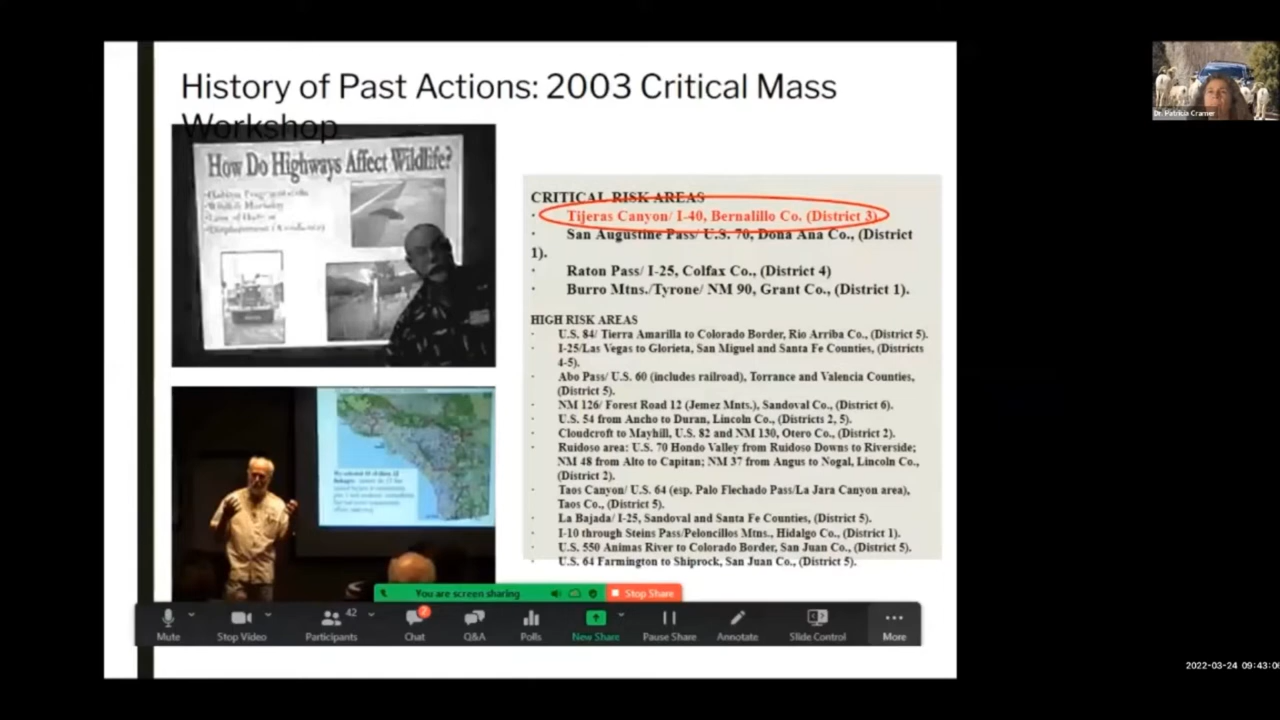 History of Past Actions: 2003 Critical Mass
Workshop
How Do Highways Affect Wildlife?
CRITICAL RISK AREAS
· Tijeras Canyon/ I-40, Bernalillo Co. (District 3).
· San Augustine Pass/ U.S. 70, Dona Ana Co., (District
1).
· Raton Pass/ I-25, Colfax Co., (District 4)
· Burro Mtns./Tyrone/ NM 90, Grant Co., (District 1).
HIGH RISK AREAS
· U.S. 84/ Tierra Amarilla to Colorado Border, Rio Arriba Co., (District 5).
· I-25/Las Vegas to Glorieta, San Miguel and Santa Fe Counties, (Districts
4-5).
· Abo Pass/ U.S. 60 (includes railroad), Torrance and Valencia Counties,
(District 5).
· NM 126/ Forest Road 12 (Jemez Mnts.), Sandoval Co., (District 6).
· U.S. 54 from Ancho to Duran, Lincoln Co., (Districts 2, 5).
· Cloudcroft to Mayhill, U.S. 82 and NM 130, Otero Co., (District 2).
· Ruidoso area: U.S. 70 Hondo Valley from Ruidoso Downs to Riverside;
NM 48 from Alto to Capitan; NM 37 from Angus to Nogal, Lincoln Co.,
(District 2).
· Taos Canyon/ U.S. 64 (esp. Palo Flechado Pass/La Jara Canyon area),
Taos Co., (District 5).
· La Bajada/ I-25, Sandoval and Santa Fe Counties, (District 5).
· I-10 through Steins Pass/Peloncillos Mtns., Hidalgo Co., (District 1).
· U.S. 550 Animas River to Colorado Border, San Juan Co., (District 5).
· U.S. 64 Farmington to Shiprock, San Juan Co., (District 5).
You are screen sharing
Stop Share
Mute
Stop Video
Participants
42
Chat
2
Q&A
Polls
New Share
Pause Share
Annotate
Slide Control
More
Dr. Patricia Cramer
2022-03-24 09:43:0